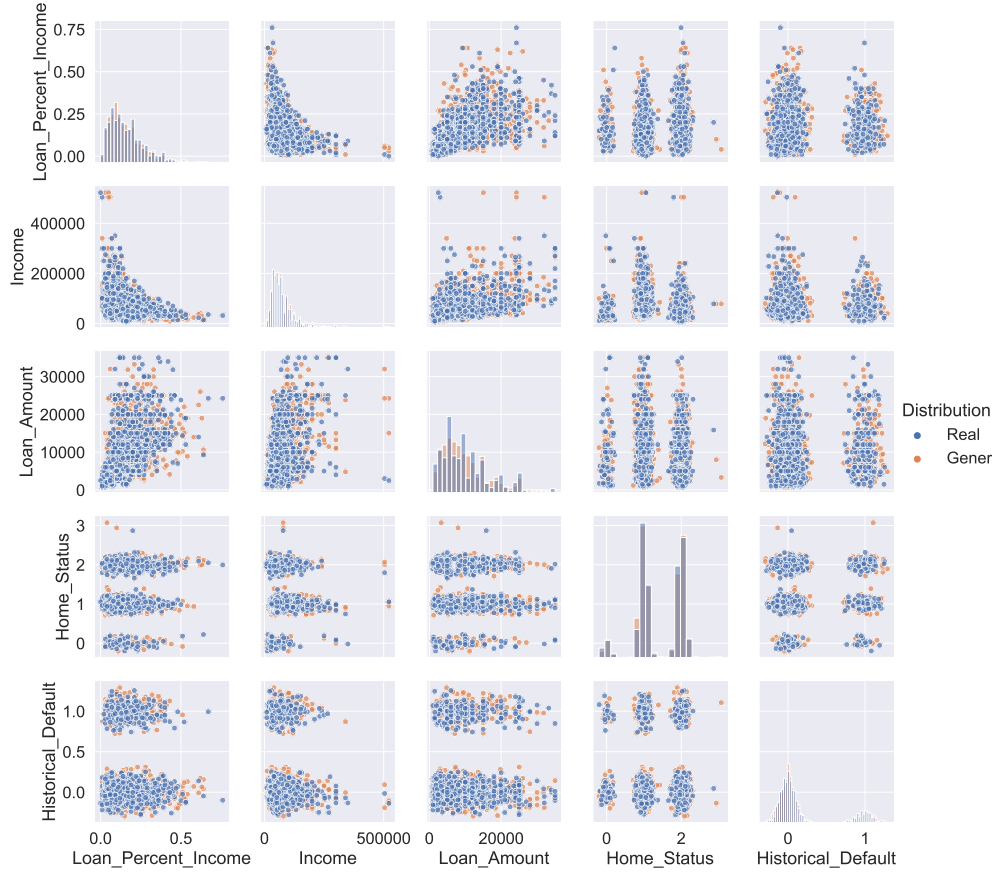 Loan_Percent_Income
0.75
0.50
0.25
0.00
Income
400000
200000
0
Loan_Amount
30000
20000
10000
0
Distribution
Real
Gener
Home_Status
3
2
1
0
Historical_Default
1.0
0.5
0.0
0.0 0.5 0 500000 0 20000 0 2 0 1
Loan_Percent_Income Income Loan_Amount Home_Status Historical_Default